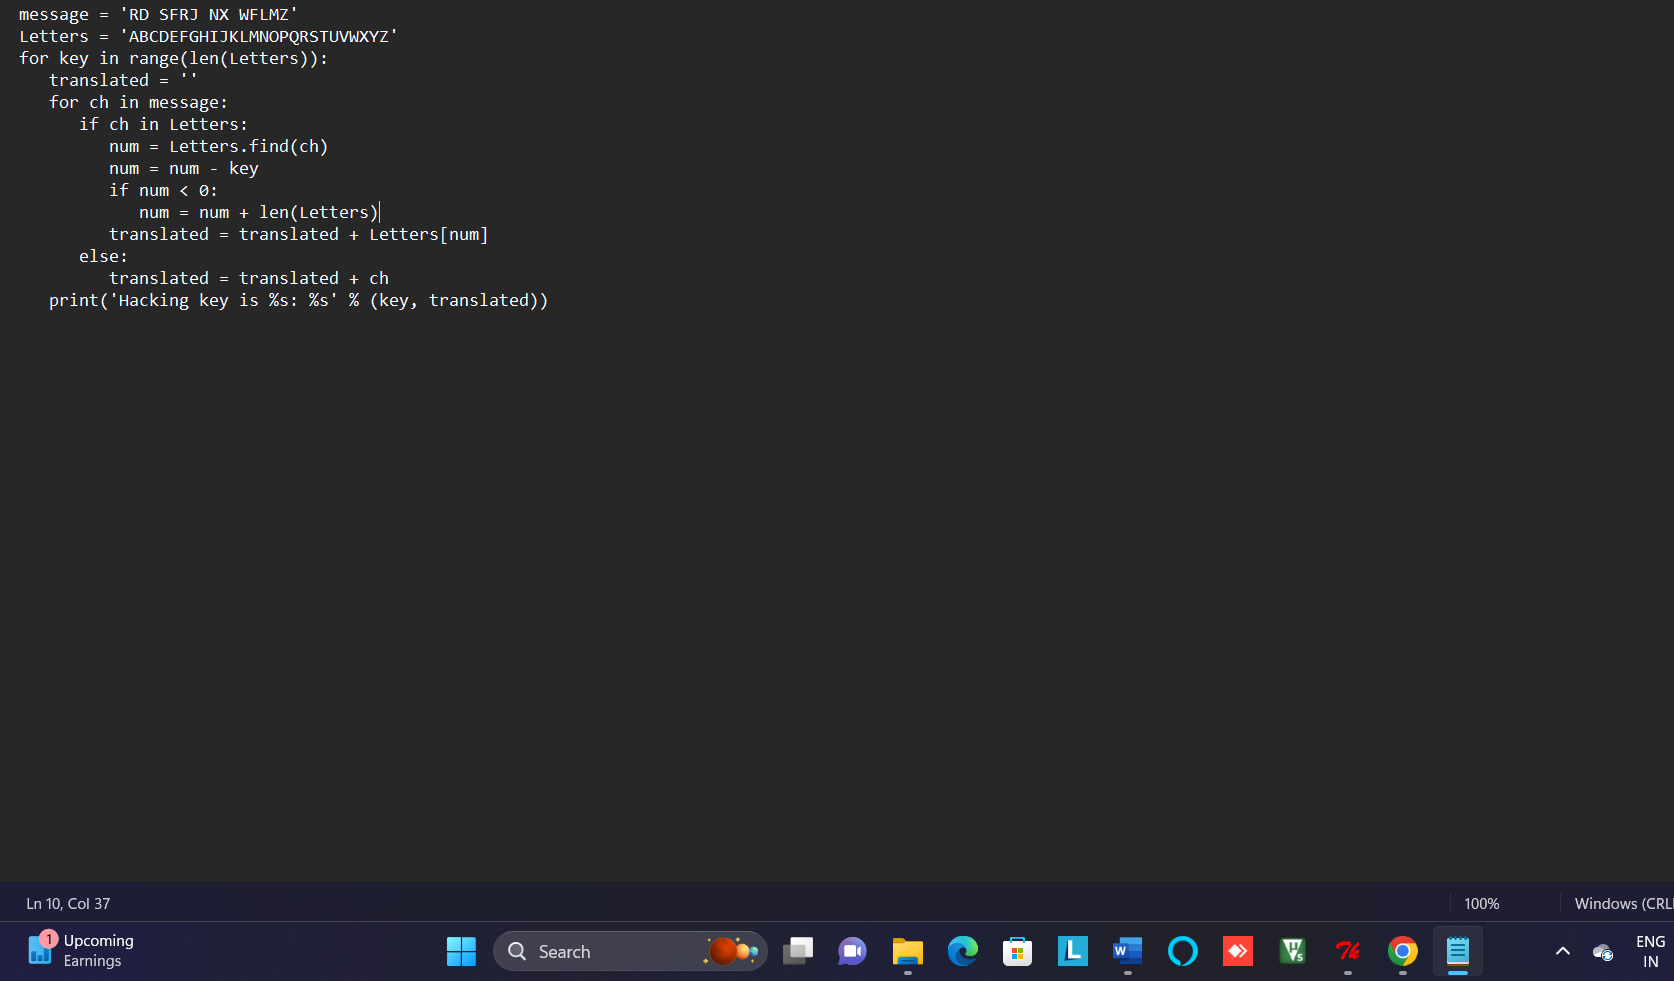 message = 'RD SFRJ NX WFLMZ'
Letters = 'ABCDEFGHIJKLMNOPQRSTUVWXYZ'
for key in range(len(Letters)):
   translated = ''
   for ch in message:
      if ch in Letters:
         num = Letters.find(ch)
         num = num - key
         if num < 0:
            num = num + len(Letters)
         translated = translated + Letters[num]
      else:
         translated = translated + ch
   print('Hacking key is %s: %s' % (key, translated))
Ln 10, Col 37
100%
Windows (CRL
1
Upcoming
Earnings
Search
L
W
V5
Tk
ENG
IN